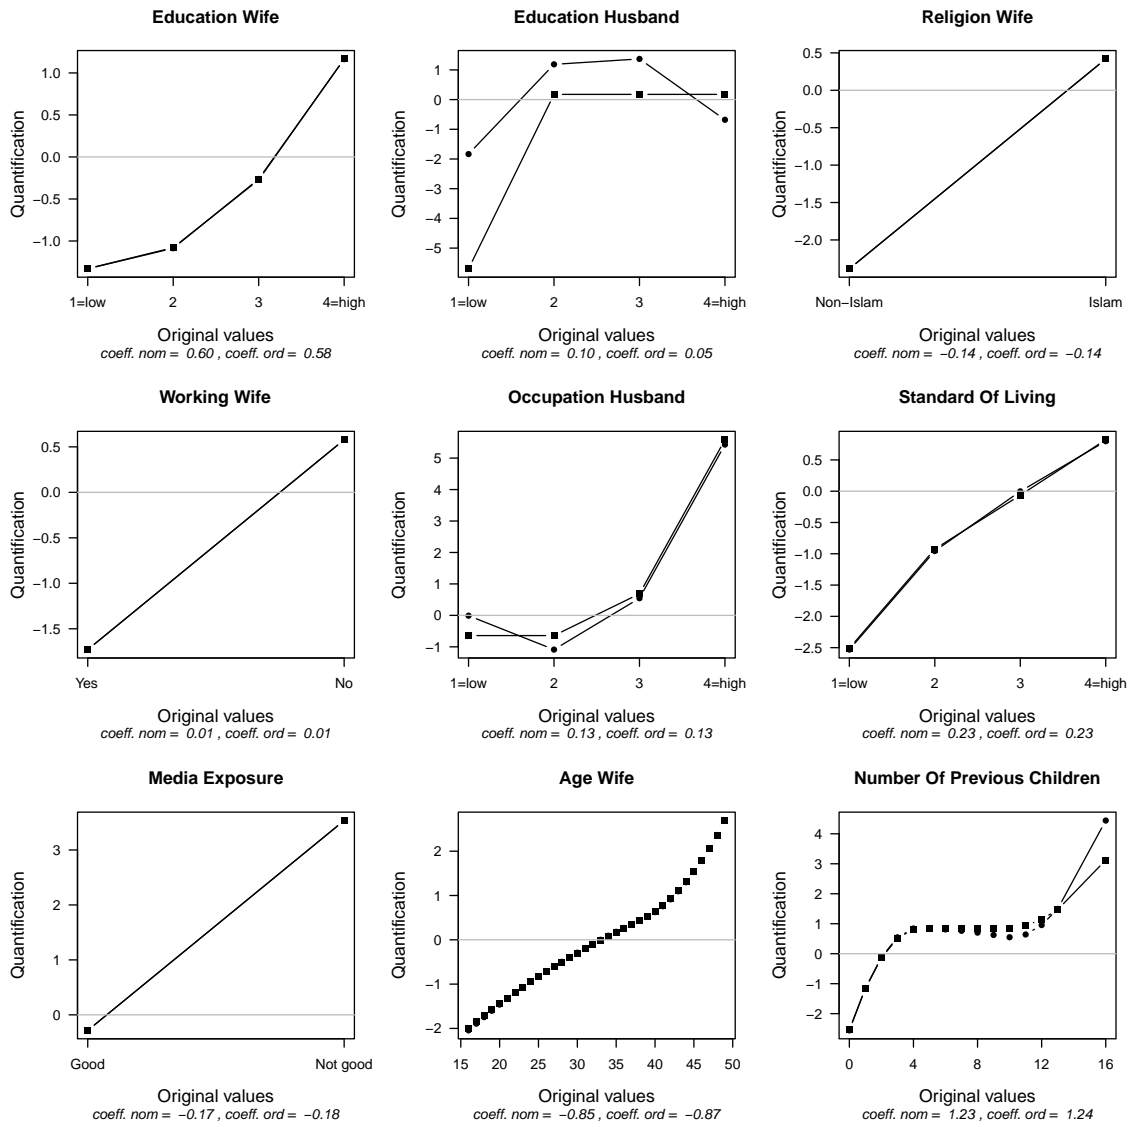 Education Wife
Quantification
1.0
0.5
0.0
−0.5
−1.0
1=low 2 3 4=high
Original values
coeff. nom = 0.60 , coeff. ord = 0.58
Education Husband
Quantification
1
0
−1
−2
−3
−4
−5
1=low 2 3 4=high
Original values
coeff. nom = 0.10 , coeff. ord = 0.05
Religion Wife
Quantification
0.5
0.0
−0.5
−1.0
−1.5
−2.0
Non−Islam Islam
Original values
coeff. nom = −0.14 , coeff. ord = −0.14
Working Wife
Quantification
0.5
0.0
−0.5
−1.0
−1.5
Yes No
Original values
coeff. nom = 0.01 , coeff. ord = 0.01
Occupation Husband
Quantification
5
4
3
2
1
0
−1
1=low 2 3 4=high
Original values
coeff. nom = 0.13 , coeff. ord = 0.13
Standard Of Living
Quantification
0.5
0.0
−0.5
−1.0
−1.5
−2.0
−2.5
1=low 2 3 4=high
Original values
coeff. nom = 0.23 , coeff. ord = 0.23
Media Exposure
Quantification
3
2
1
0
Good Not good
Original values
coeff. nom = −0.17 , coeff. ord = −0.18
Age Wife
Quantification
2
1
0
−1
−2
15 20 25 30 35 40 45 50
Original values
coeff. nom = −0.85 , coeff. ord = −0.87
Number Of Previous Children
Quantification
4
3
2
1
0
−1
−2
0 4 8 12 16
Original values
coeff. nom = 1.23 , coeff. ord = 1.24